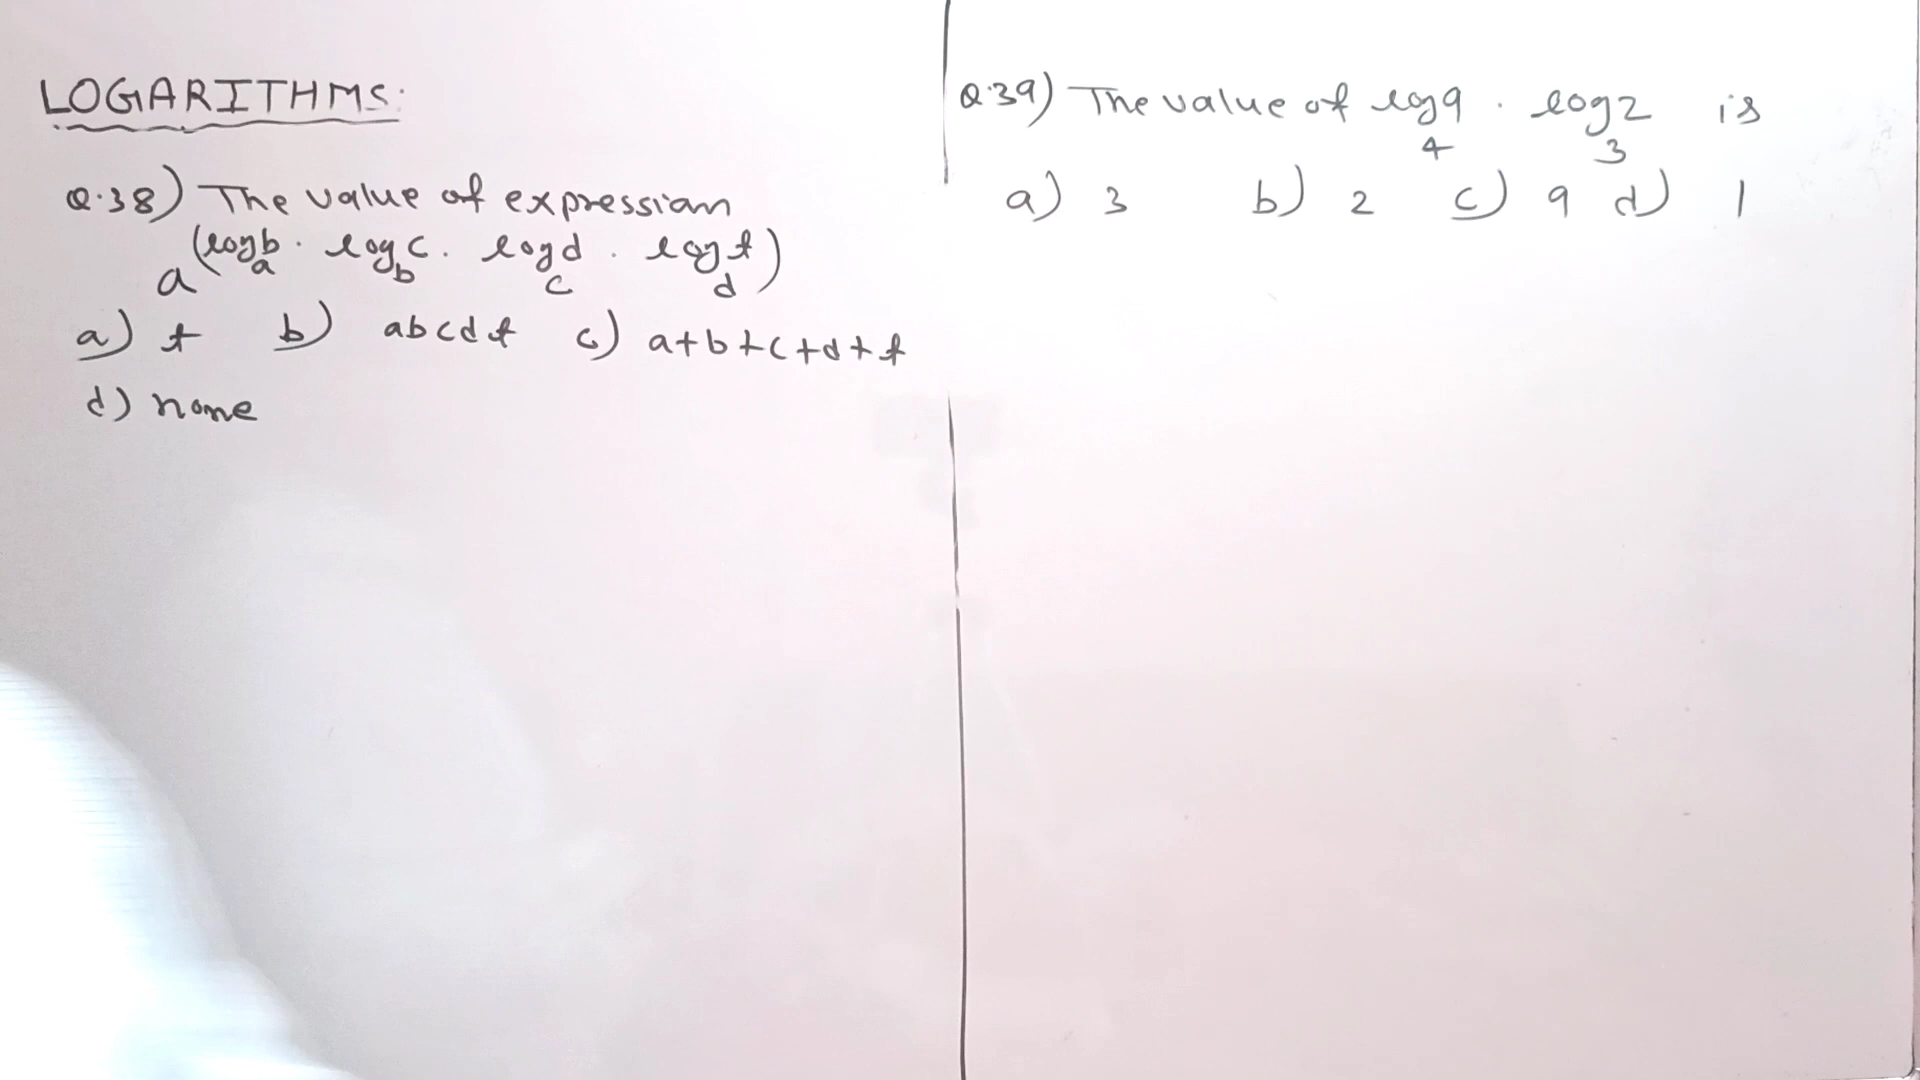 LOGARITHMS:
Q.38) The value of expression
a^(log_a b . log_b c . log_c d . log_d t)
a) t b) abcdt c) a+b+c+d+t
d) none
Q.39) The value of log_4 9 . log_3 2 is
a) 3 b) 2 c) 9 d) 1